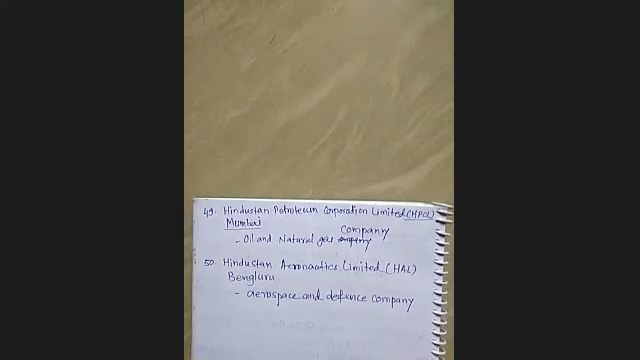 49. Hindustan Petroleum Corporation Limited (HPCL)
Mumbai
Company
- Oil and Natural gas company
50. Hindustan Aeronautics Limited (HAL)
Bengluru
- aerospace and defence company